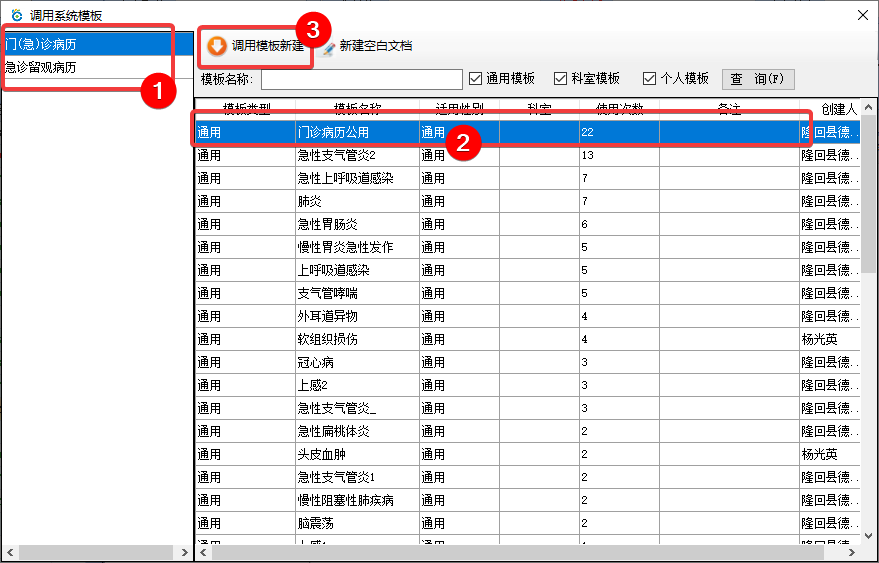 调用系统模板
门(急)诊病历
急诊留观病历
1
调用模板新建
3
新建空白文档
模板名称:
通用模板
科室模板
个人模板
查 询(F)
模板类型 模板名称 适用性别 科室 使用次数 备注 创建人
通用 门诊病历公用 通用 22 隆回县德..
2
通用 急性支气管炎2 通用 13 隆回县德..
通用 急性上呼吸道感染 通用 7 隆回县德..
通用 肺炎 通用 7 隆回县德..
通用 急性胃肠炎 通用 6 隆回县德..
通用 慢性胃炎急性发作 通用 5 隆回县德..
通用 上呼吸道感染 通用 5 隆回县德..
通用 支气管哮喘 通用 5 隆回县德..
通用 外耳道异物 通用 4 隆回县德..
通用 软组织损伤 通用 4 杨光英
通用 冠心病 通用 3 隆回县德..
通用 上感2 通用 3 隆回县德..
通用 急性支气管炎_ 通用 3 隆回县德..
通用 急性扁桃体炎 通用 2 隆回县德..
通用 头皮血肿 通用 2 杨光英
通用 急性支气管炎1 通用 2 隆回县德..
通用 慢性阻塞性肺疾病 通用 2 隆回县德..
通用 脑震荡 通用 2 隆回县德..